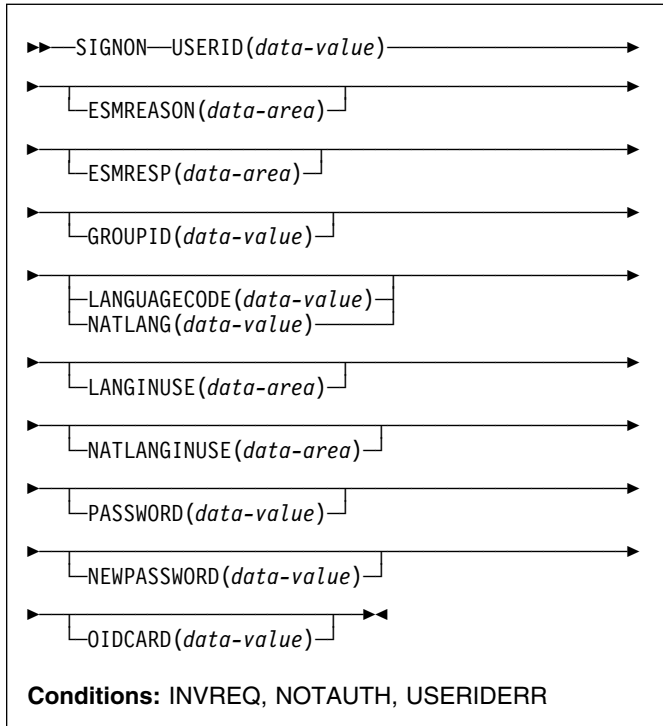 SIGNON USERID(data-value)
ESMREASON(data-area)
ESMRESP(data-area)
GROUPID(data-value)
LANGUAGECODE(data-value)
NATLANG(data-value)
LANGINUSE(data-area)
NATLANGINUSE(data-area)
PASSWORD(data-value)
NEWPASSWORD(data-value)
OIDCARD(data-value)
Conditions: INVREQ, NOTAUTH, USERIDERR